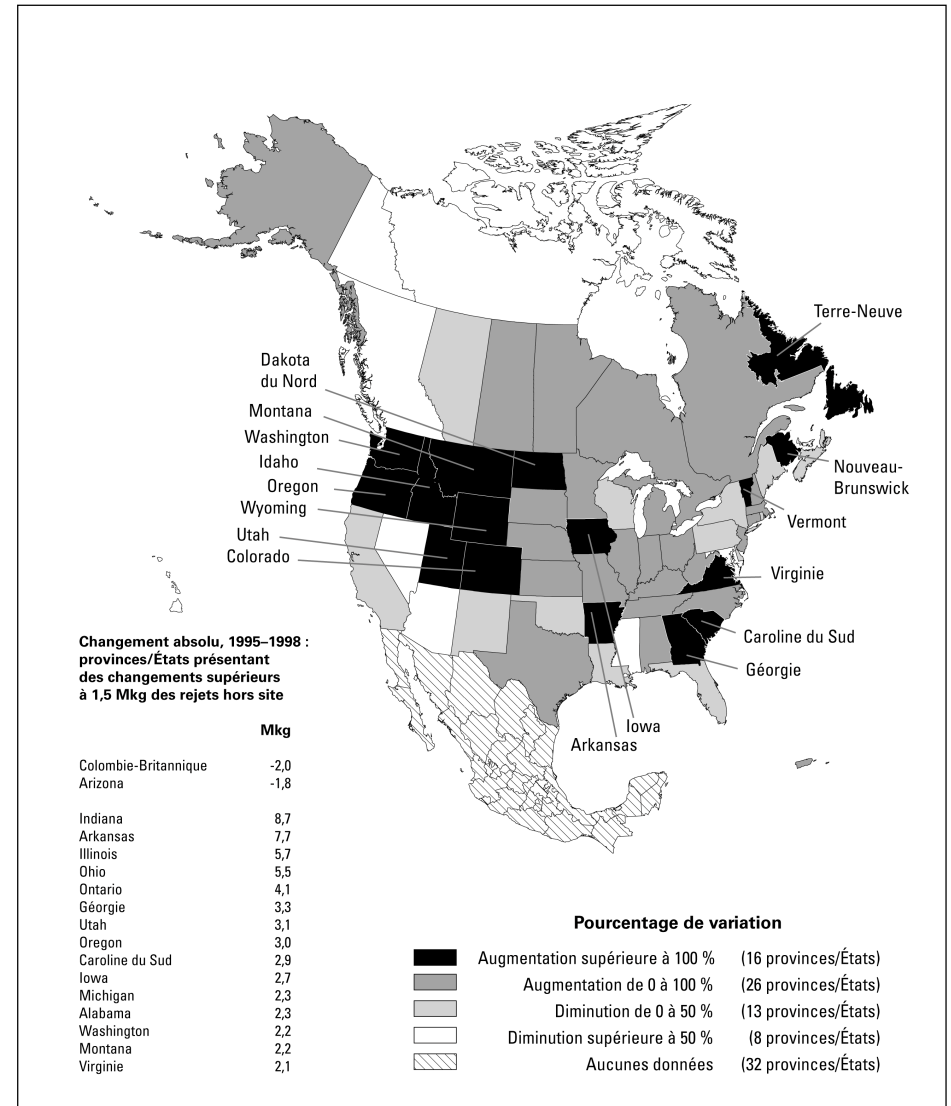 Terre-Neuve
Dakota
du Nord
Montana
Washington
Idaho
Oregon
Wyoming
Utah
Colorado
Nouveau-
Brunswick
Vermont
Virginie
Caroline du Sud
Géorgie
Iowa
Arkansas
Changement absolu, 1995–1998 :
provinces/États présentant
des changements supérieurs
à 1,5 Mkg des rejets hors site
Mkg
Colombie-Britannique -2,0
Arizona -1,8
Indiana 8,7
Arkansas 7,7
Illinois 5,7
Ohio 5,5
Ontario 4,1
Géorgie 3,3
Utah 3,1
Oregon 3,0
Caroline du Sud 2,9
Iowa 2,7
Michigan 2,3
Alabama 2,3
Washington 2,2
Montana 2,2
Virginie 2,1
Pourcentage de variation
Augmentation supérieure à 100 % (16 provinces/États)
Augmentation de 0 à 100 % (26 provinces/États)
Diminution de 0 à 50 % (13 provinces/États)
Diminution supérieure à 50 % (8 provinces/États)
Aucunes données (32 provinces/États)